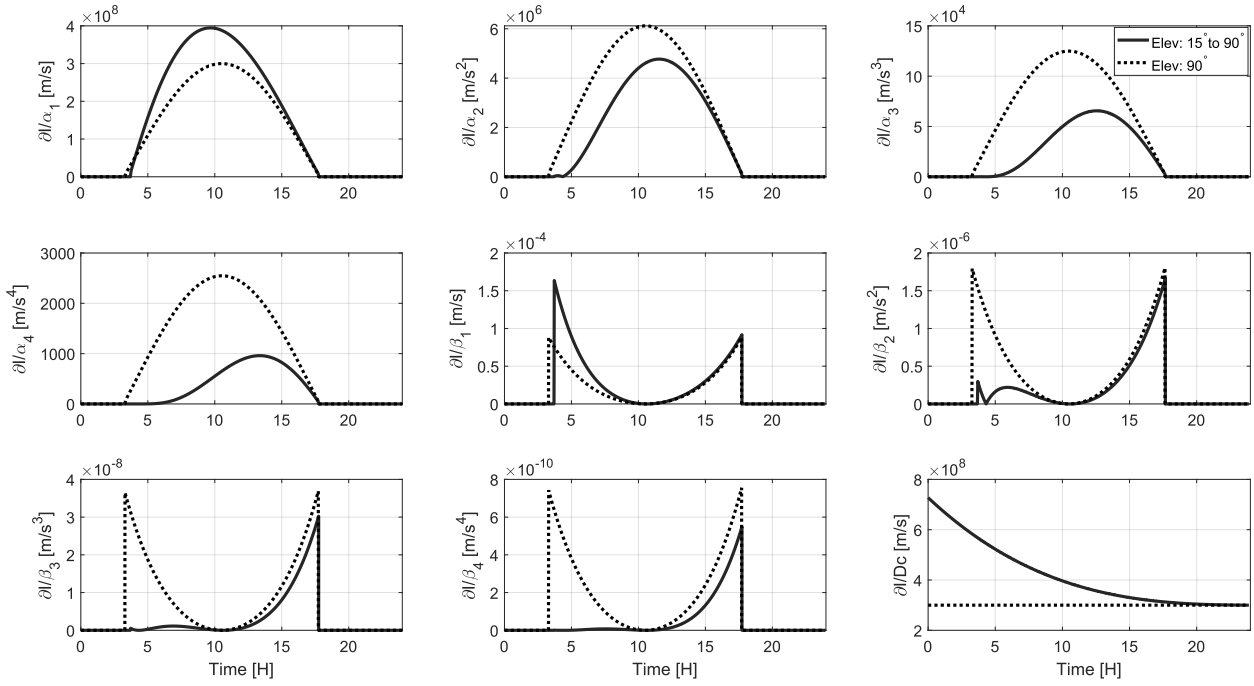 ×10^8
4
3
2
1
0
∂I/α_1 [m/s]
0 5 10 15 20
×10^6
6
4
2
0
∂I/α_2 [m/s^2]
0 5 10 15 20
×10^4
15
10
5
0
∂I/α_3 [m/s^3]
Elev: 15° to 90°
Elev: 90°
0 5 10 15 20
3000
2000
1000
0
∂I/α_4 [m/s^4]
0 5 10 15 20
×10^-4
2
1.5
1
0.5
0
∂I/β_1 [m/s]
0 5 10 15 20
×10^-6
2
1.5
1
0.5
0
∂I/β_2 [m/s^2]
0 5 10 15 20
×10^-8
4
3
2
1
0
∂I/β_3 [m/s^3]
0 5 10 15 20
Time [H]
×10^-10
8
6
4
2
0
∂I/β_4 [m/s^4]
0 5 10 15 20
Time [H]
×10^8
8
6
4
2
∂I/Dc [m/s]
0 5 10 15 20
Time [H]